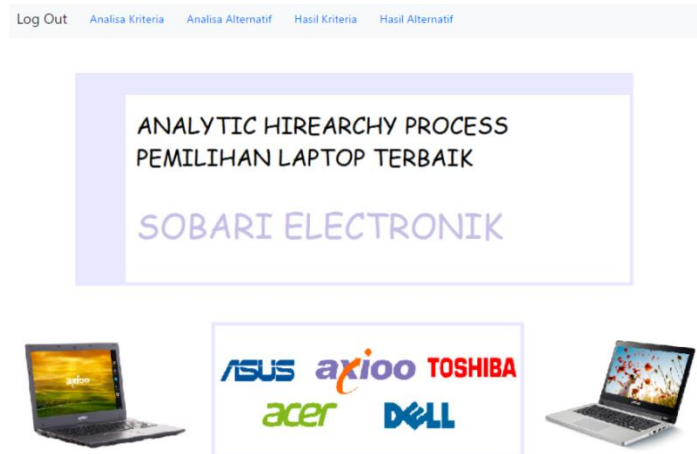 Log Out Analisa Kriteria Analisa Alternatif Hasil Kriteria Hasil Alternatif
ANALYTIC HIREARCHY PROCESS
PEMILIHAN LAPTOP TERBAIK
SOBARI ELECTRONIK
axioo
ASUS axioo TOSHIBA
acer DELL